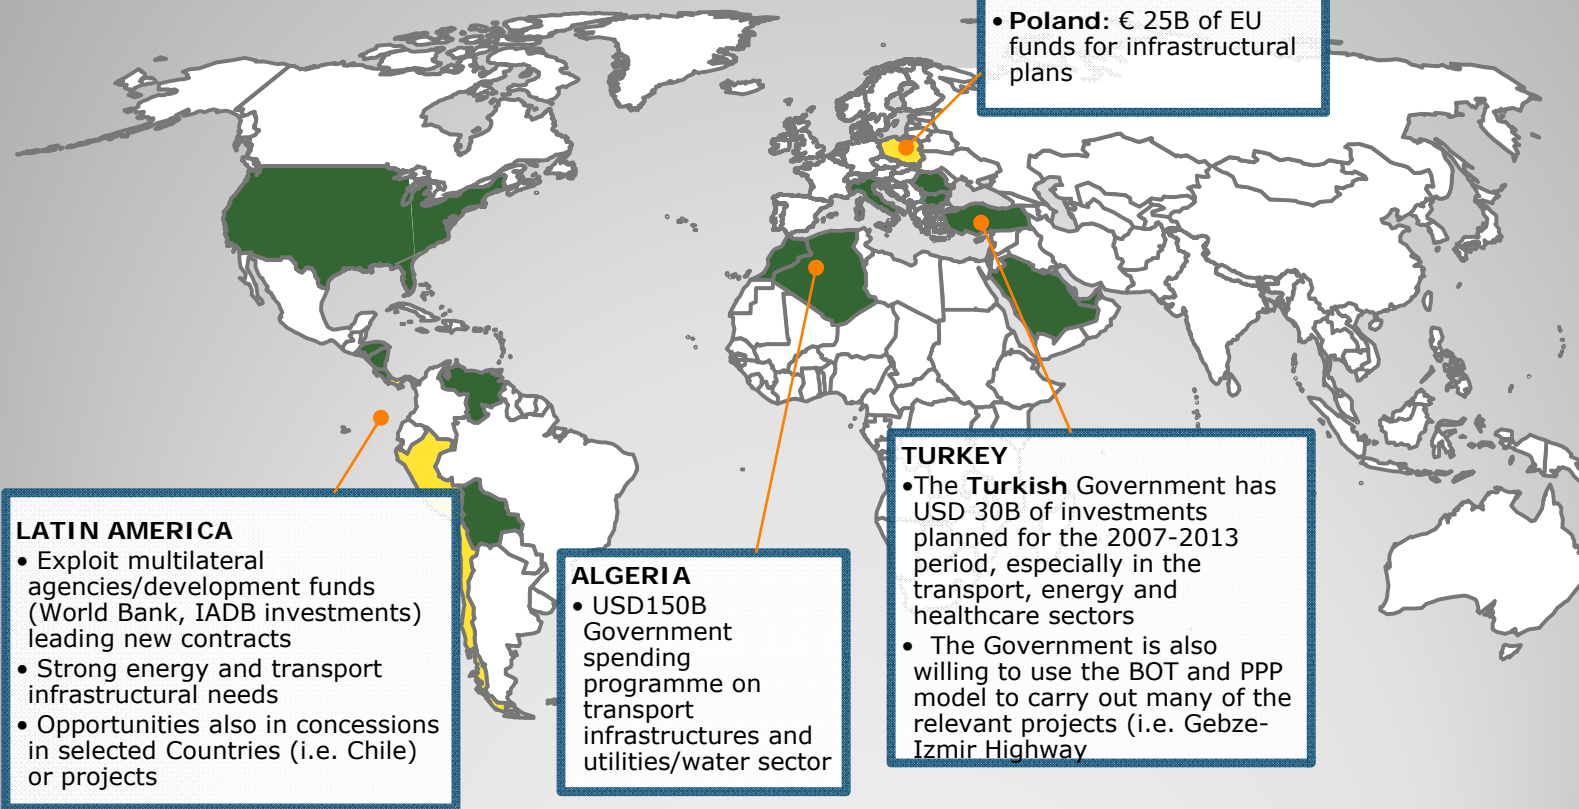 • Poland: € 25B of EU
funds for infrastructural
plans
LATIN AMERICA
• Exploit multilateral
agencies/development funds
(World Bank, IADB investments)
leading new contracts
• Strong energy and transport
infrastructural needs
• Opportunities also in concessions
in selected Countries (i.e. Chile)
or projects
ALGERIA
• USD150B
Government
spending
programme on
transport
infrastructures and
utilities/water sector
TURKEY
•The Turkish Government has
USD 30B of investments
planned for the 2007-2013
period, especially in the
transport, energy and
healthcare sectors
• The Government is also
willing to use the BOT and PPP
model to carry out many of the
relevant projects (i.e. Gebze-
Izmir Highway